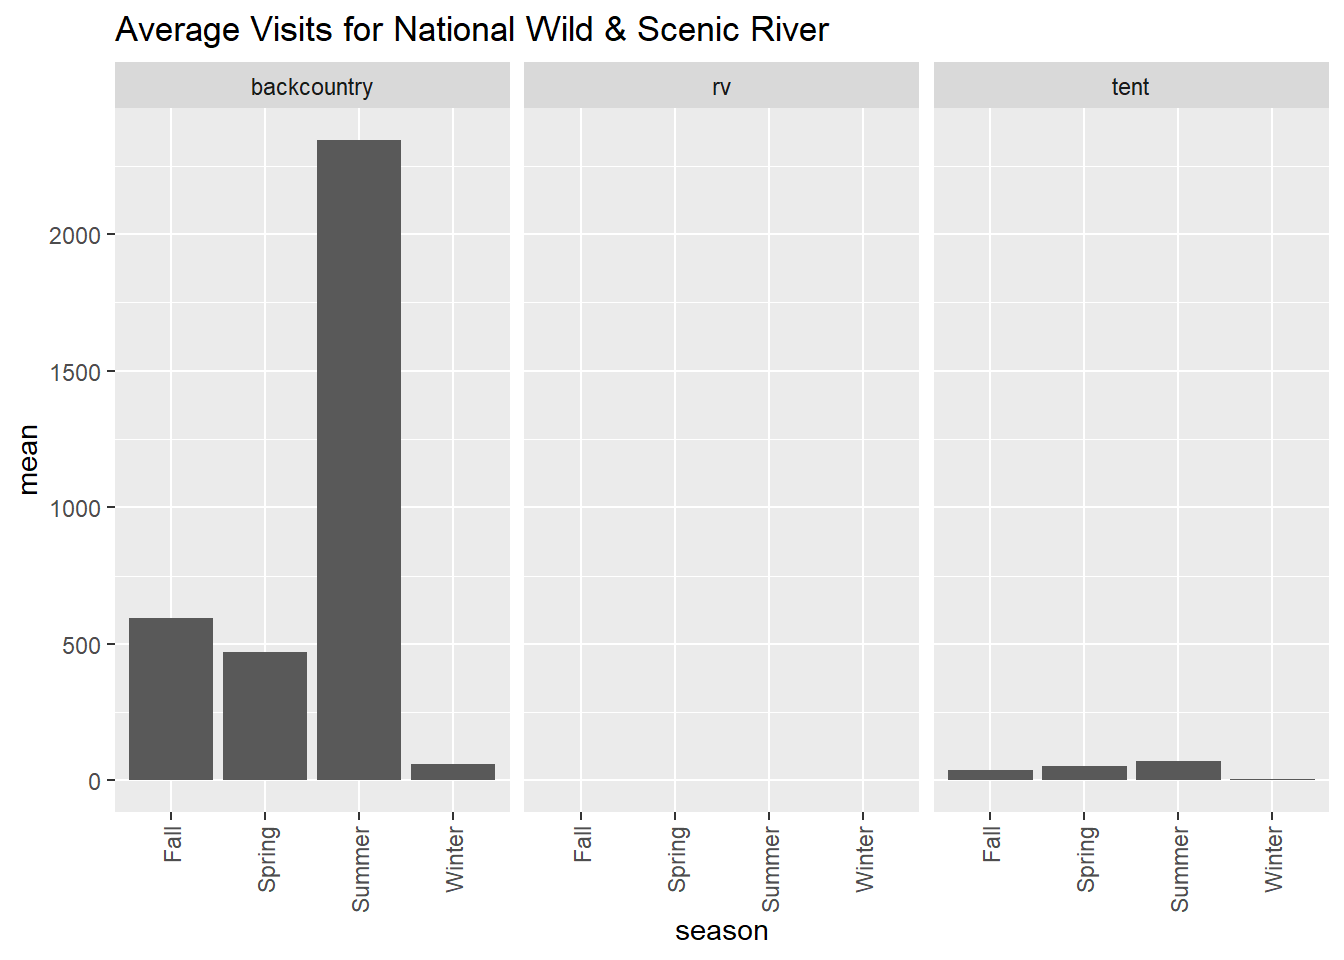 Average Visits for National Wild & Scenic River
backcountry
rv
tent
mean
2000
1500
1000
500
0
Fall
Spring
Summer
Winter
Fall
Spring
Summer
Winter
Fall
Spring
Summer
Winter
season